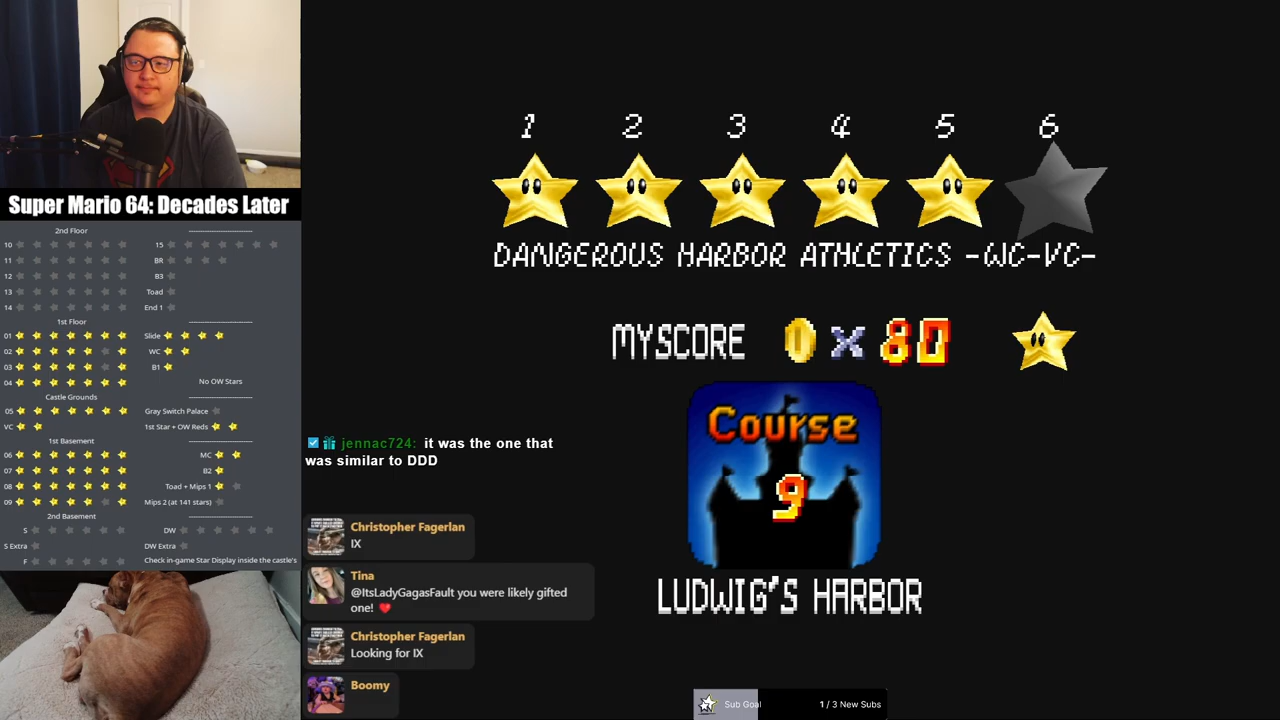 Super Mario 64: Decades Later
2nd Floor
10
15
11
BR
12
B3
13
Toad
14
End 1
1st Floor
01
Slide
02
WC
03
B1
04
No OW Stars
Castle Grounds
05
Gray Switch Palace
VC
1st Star + OW Reds
1st Basement
06
MC
07
B2
08
Toad + Mips 1
09
Mips 2 (at 141 stars)
2nd Basement
S
DW
S Extra
DW Extra
F
Check in-game Star Display inside the castle's
1 2 3 4 5 6
DANGEROUS HARBOR ATHLETICS -WC-VC-
MYSCORE × 80
Course
9
LUDWIG'S HARBOR
jennac724: it was the one that
was similar to DDD
Christopher Fagerlan
IX
Tina
@ItsLadyGagasFault you were likely gifted
one!
Christopher Fagerlan
Looking for IX
Boomy
Sub Goal
1 / 3 New Subs